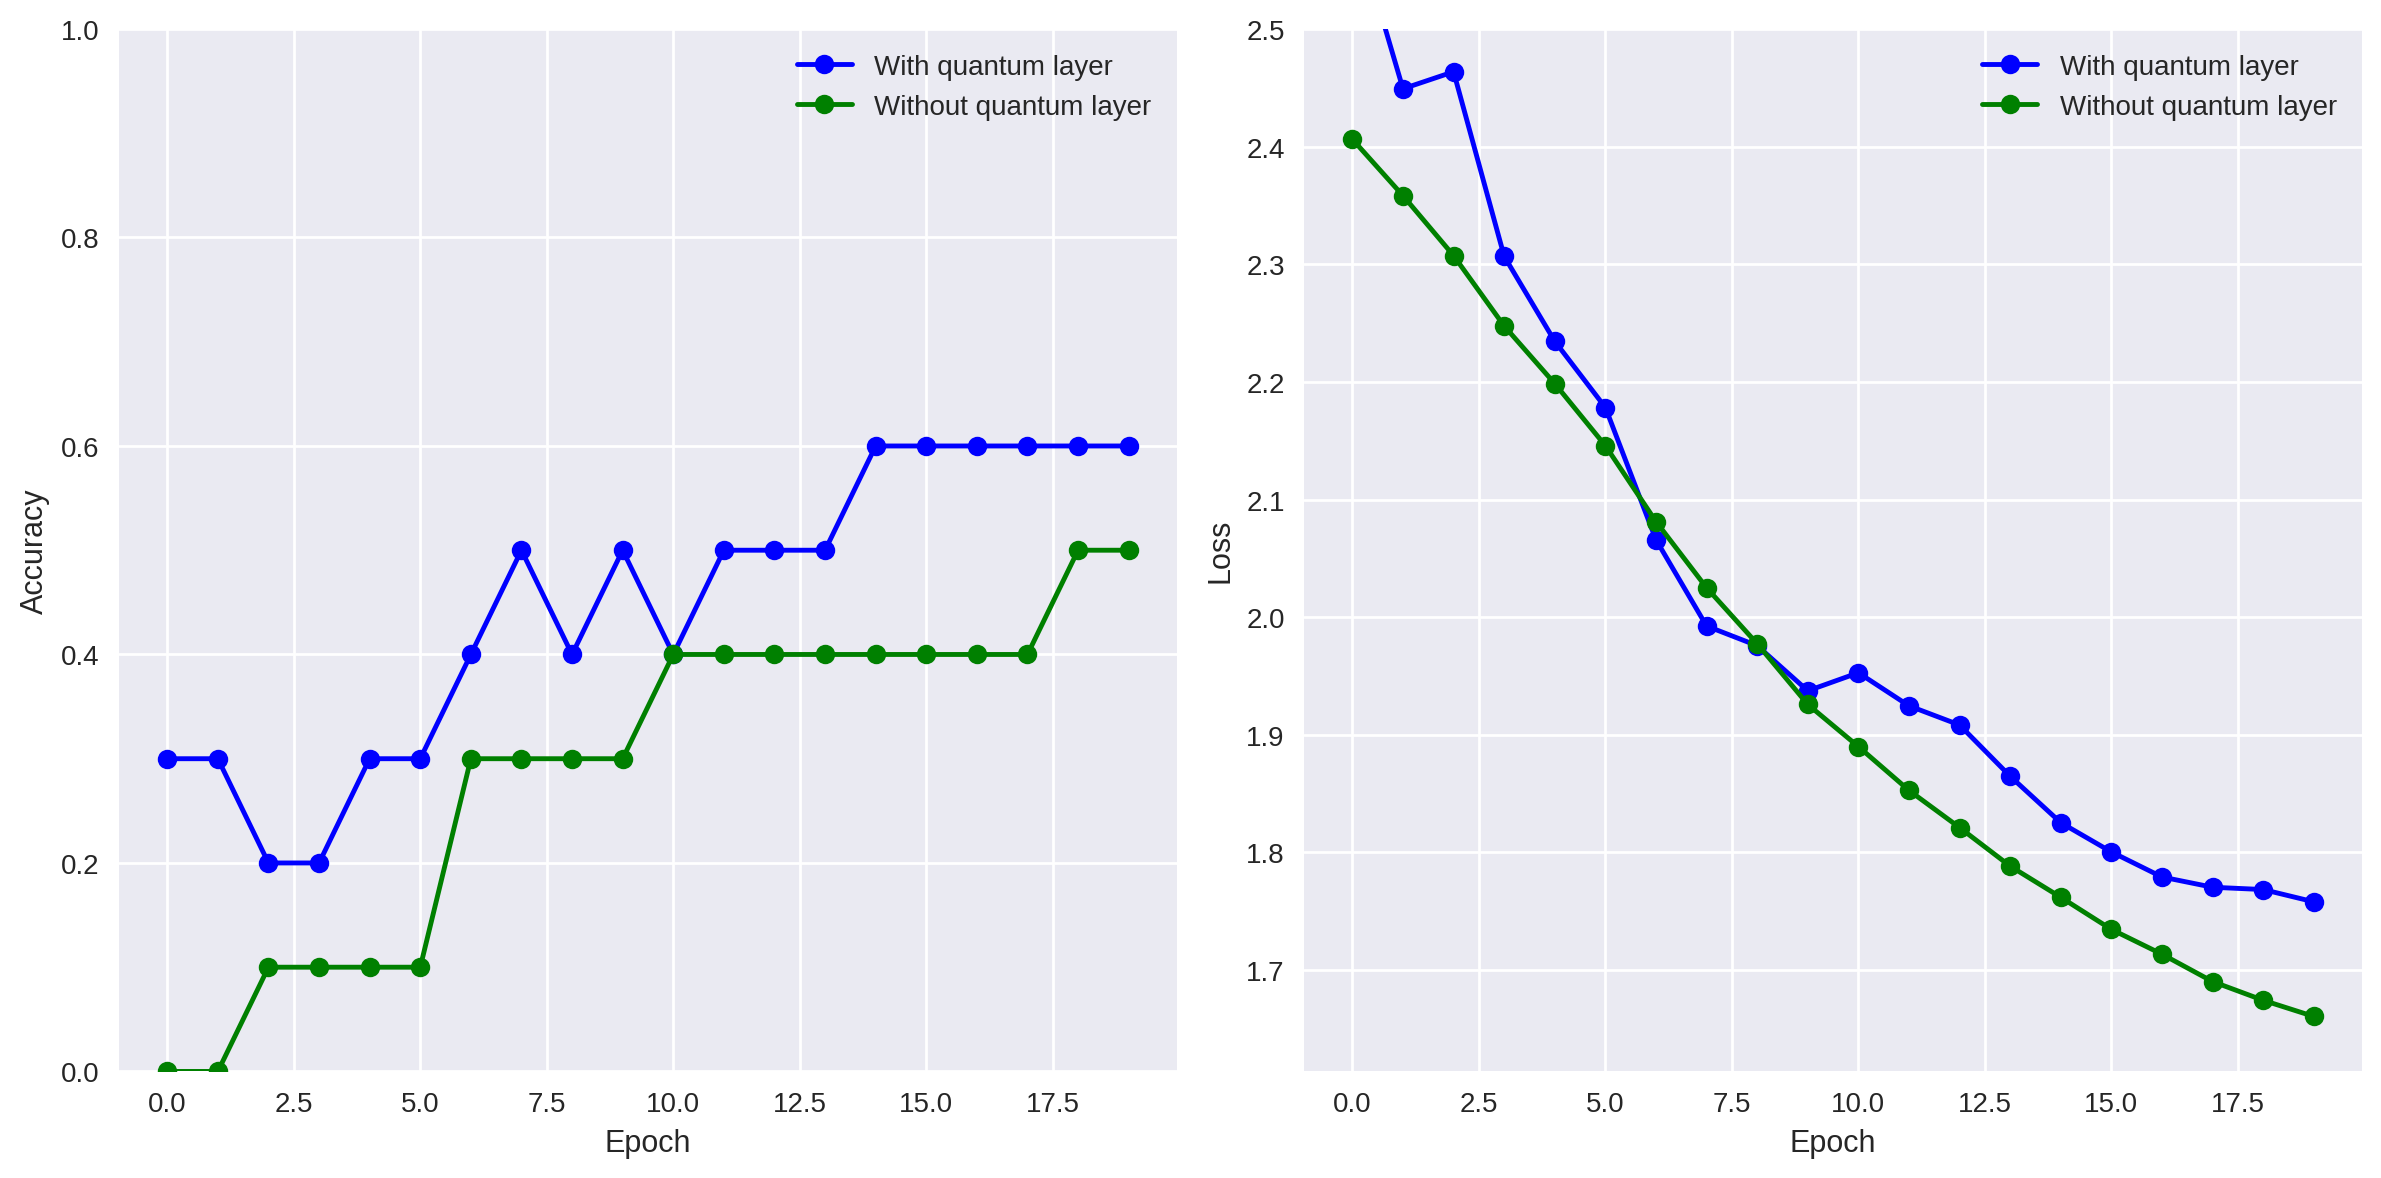 1.0
0.8
0.6
0.4
0.2
0.0
Accuracy
With quantum layer
Without quantum layer
0.0 2.5 5.0 7.5 10.0 12.5 15.0 17.5
Epoch
2.5
2.4
2.3
2.2
2.1
2.0
1.9
1.8
1.7
Loss
With quantum layer
Without quantum layer
0.0 2.5 5.0 7.5 10.0 12.5 15.0 17.5
Epoch